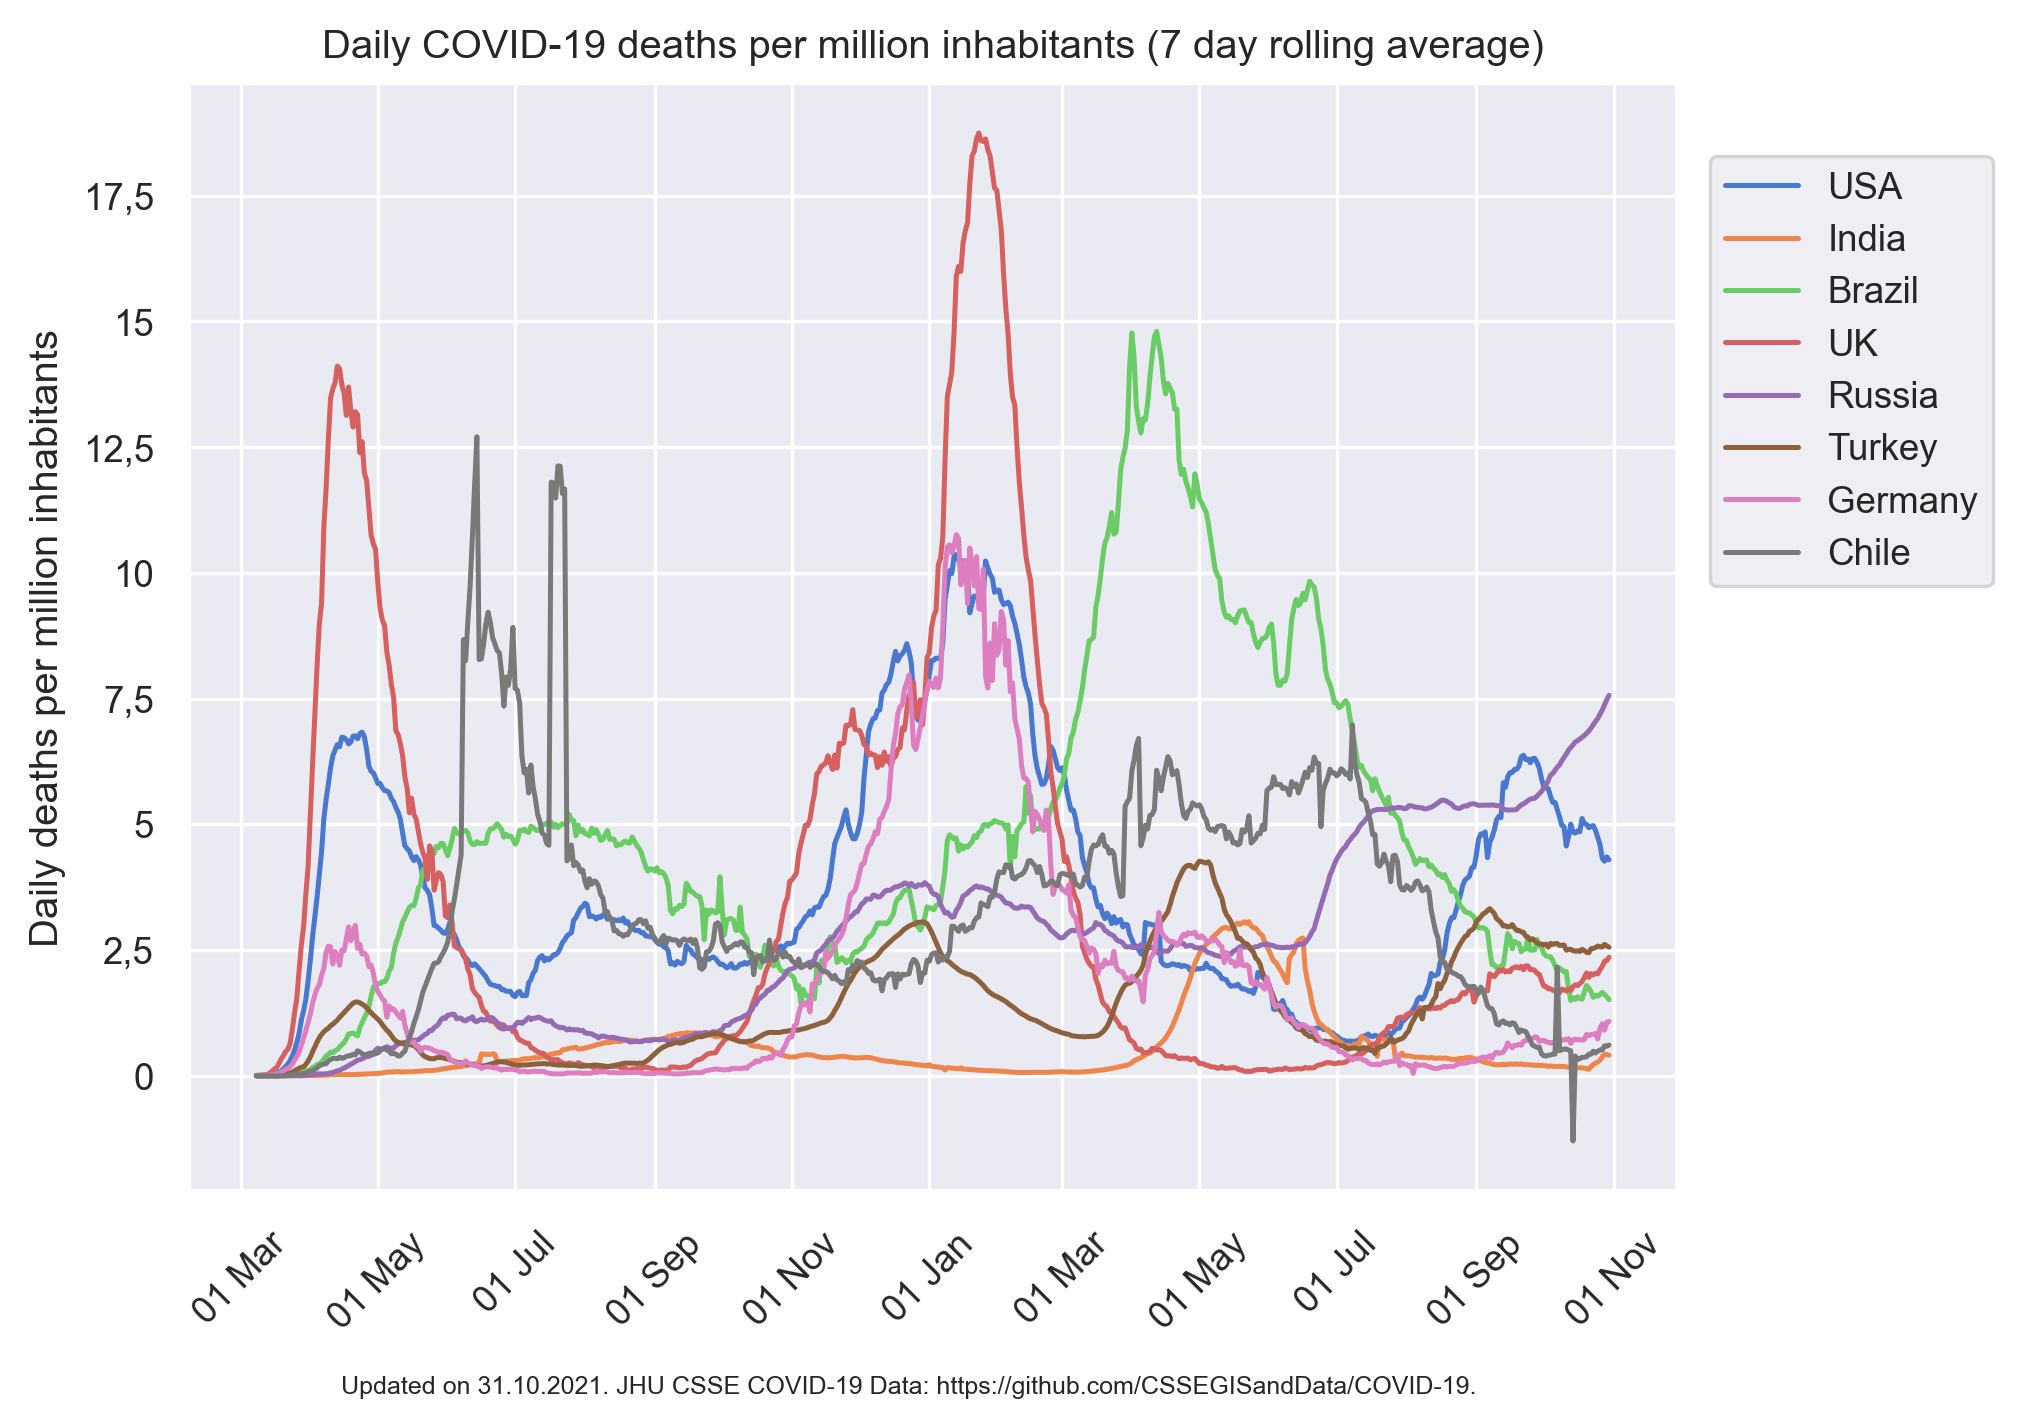 Daily COVID-19 deaths per million inhabitants (7 day rolling average)
Daily deaths per million inhabitants
17,5
15
12,5
10
7,5
5
2,5
0
01 Mar
01 May
01 Jul
01 Sep
01 Nov
01 Jan
01 Mar
01 May
01 Jul
01 Sep
01 Nov
USA
India
Brazil
UK
Russia
Turkey
Germany
Chile
Updated on 31.10.2021. JHU CSSE COVID-19 Data: https://github.com/CSSEGISandData/COVID-19.